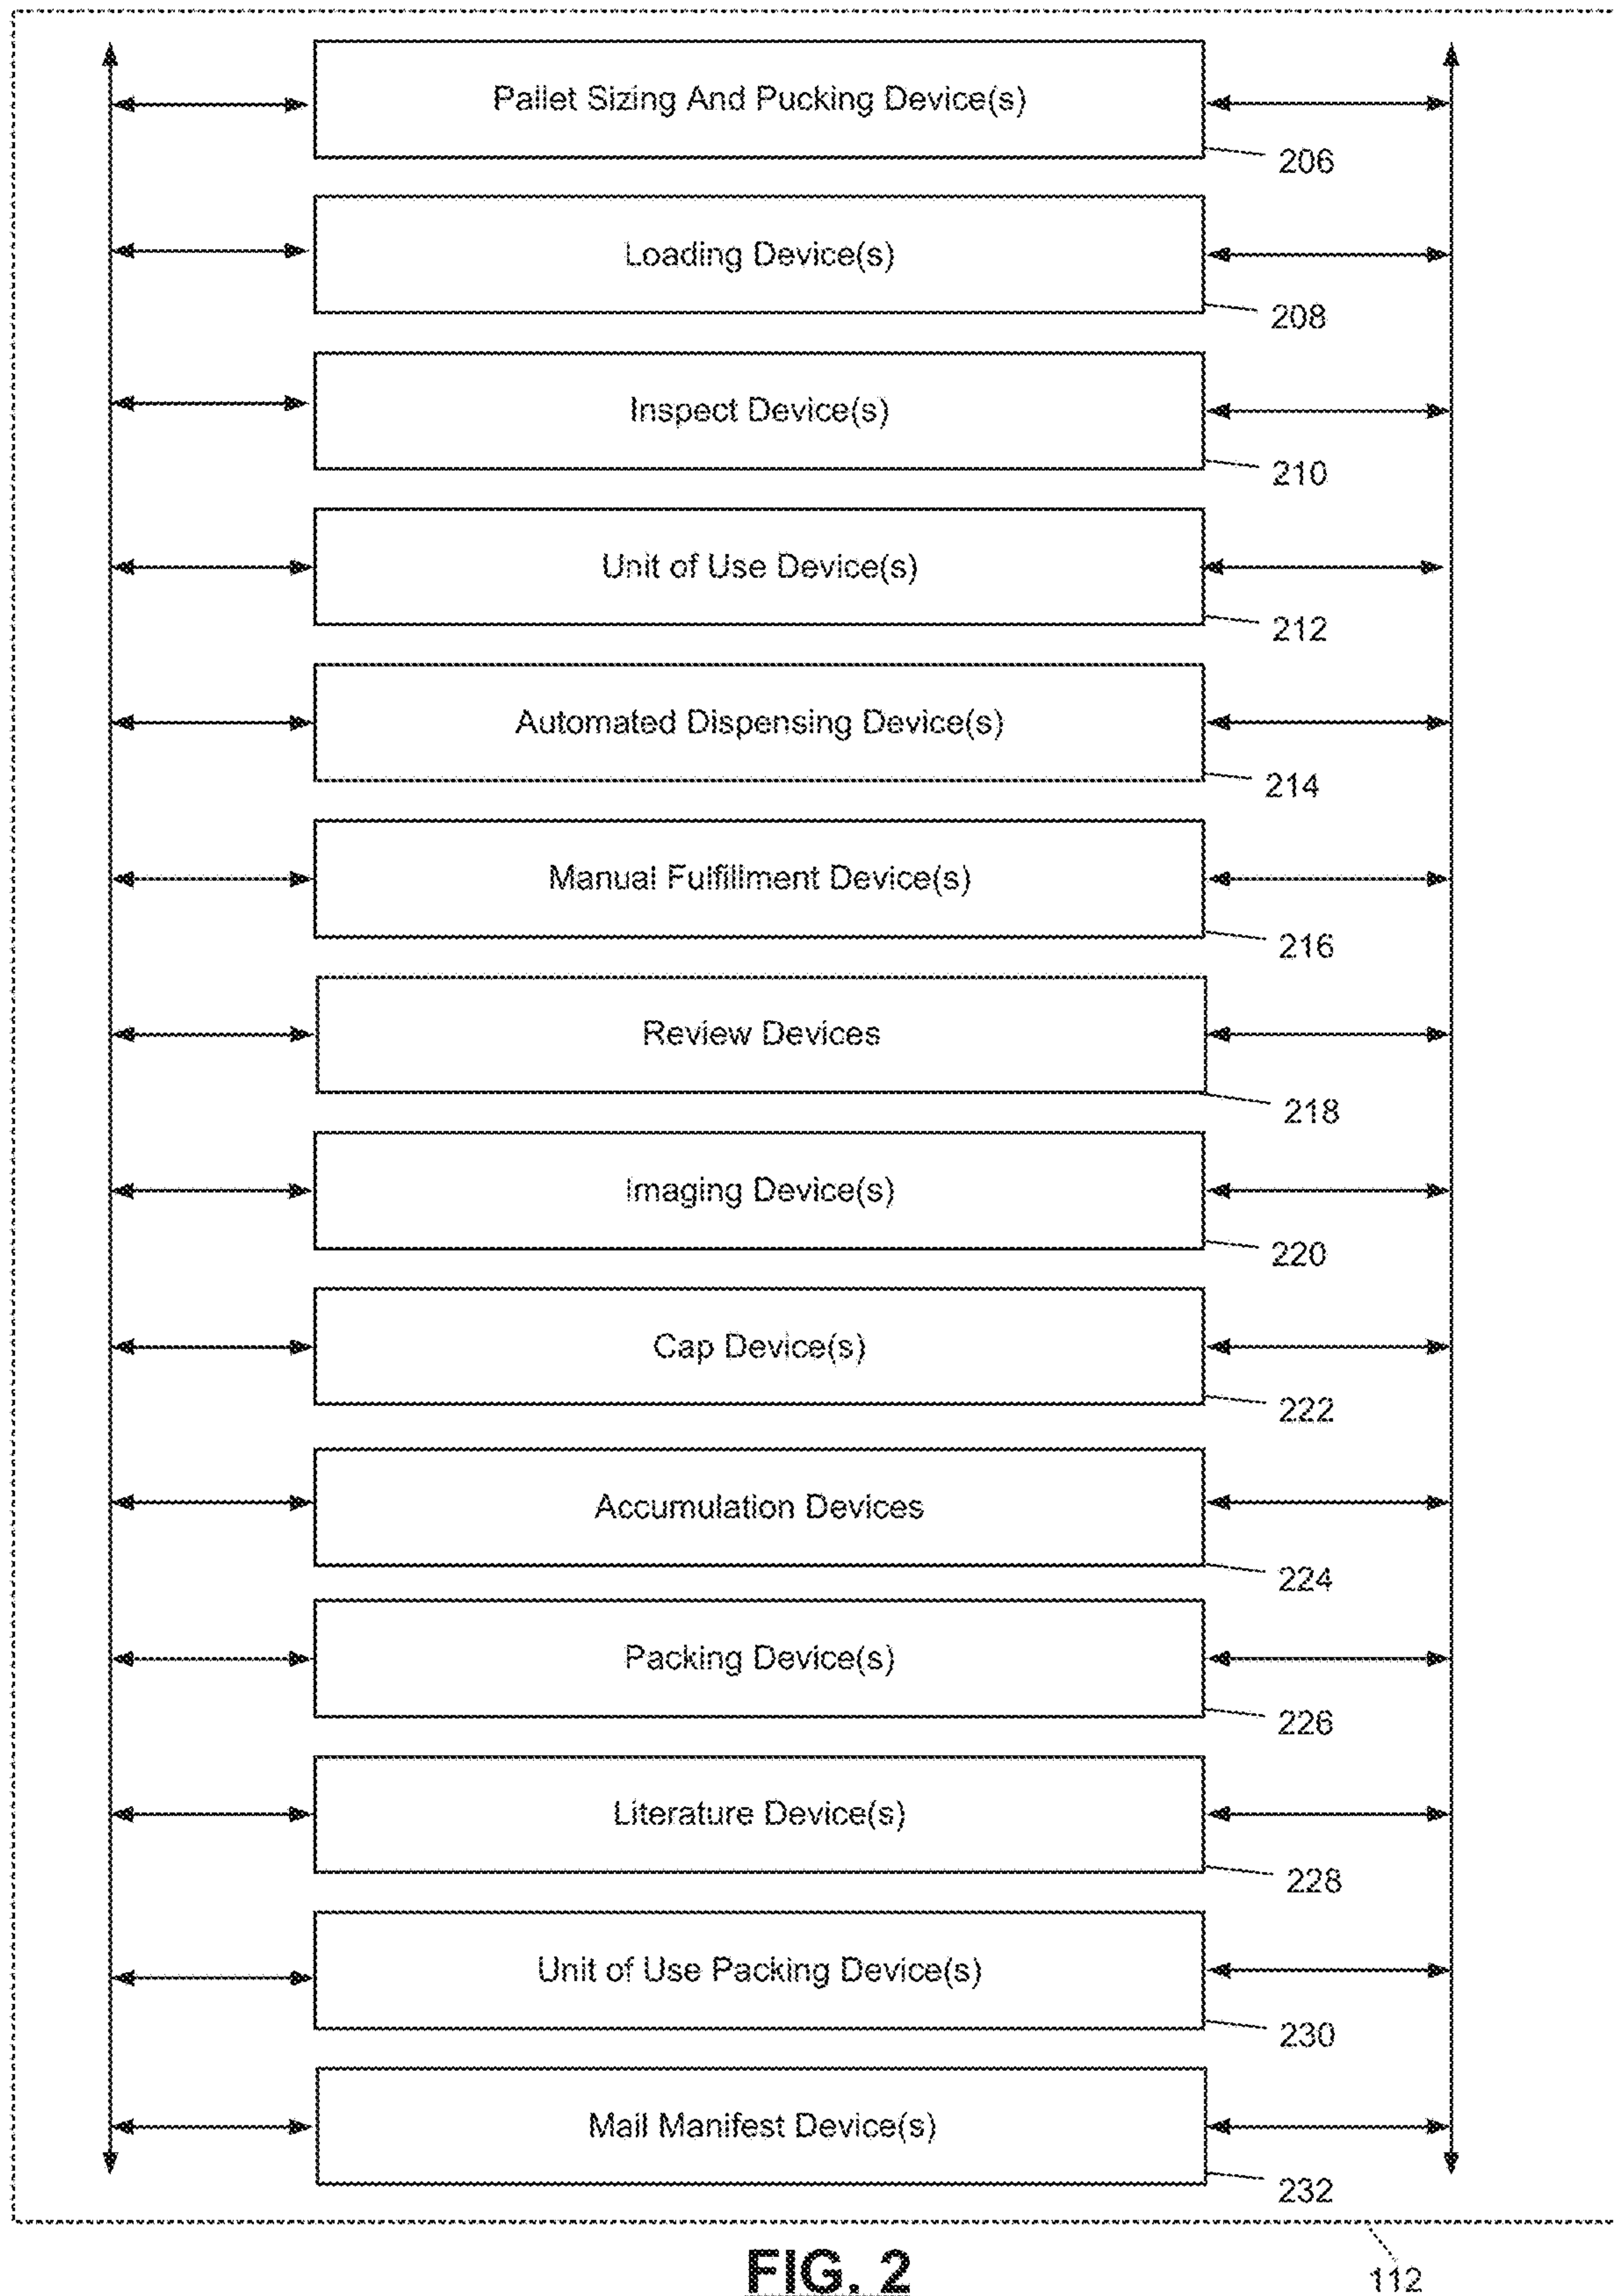 Pallet Sizing And Pucking Device(s)
206
Loading Device(s)
208
Inspect Device(s)
210
Unit of Use Device(s)
212
Automated Dispensing Device(s)
214
Manual Fulfillment Device(s)
216
Review Devices
218
Imaging Device(s)
220
Cap Device(s)
222
Accumulation Devices
224
Packing Device(s)
226
Literature Device(s)
228
Unit of Use Packing Device(s)
230
Mail Manifest Device(s)
232
FIG. 2
112